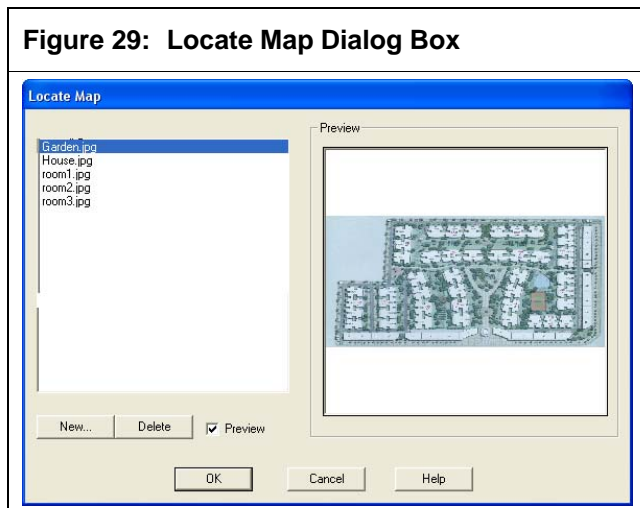 Figure 29: Locate Map Dialog Box
Locate Map
Garden.jpg
House.jpg
room1.jpg
room2.jpg
room3.jpg
New...
Delete
Preview
Preview
OK
Cancel
Help